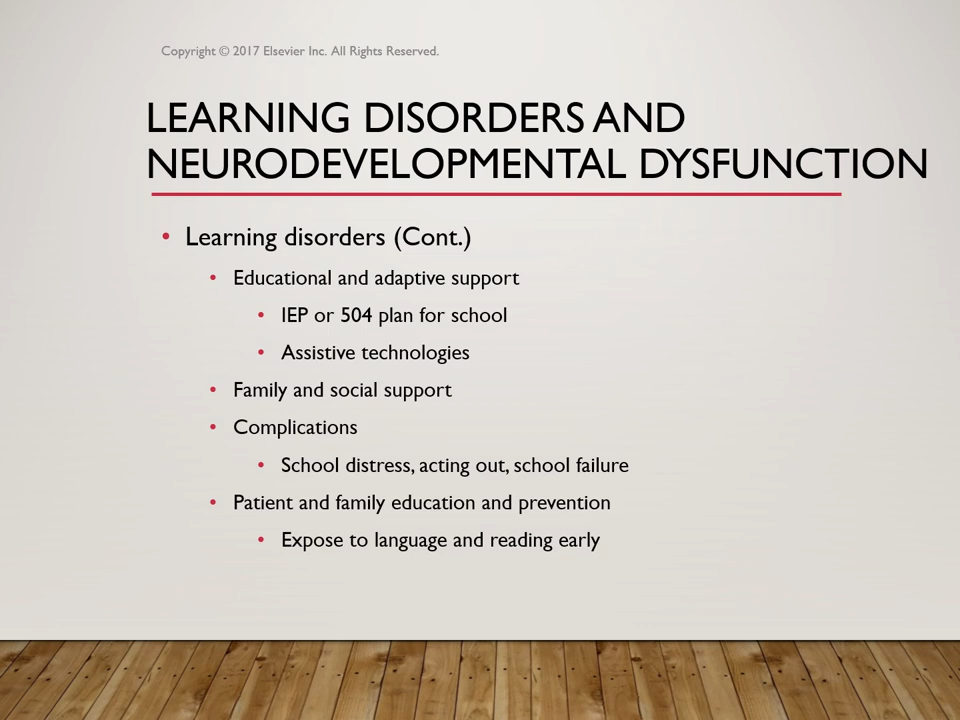 Copyright © 2017 Elsevier Inc. All Rights Reserved.
LEARNING DISORDERS AND
NEURODEVELOPMENTAL DYSFUNCTION
• Learning disorders (Cont.)
• Educational and adaptive support
• IEP or 504 plan for school
• Assistive technologies
• Family and social support
• Complications
• School distress, acting out, school failure
• Patient and family education and prevention
• Expose to language and reading early